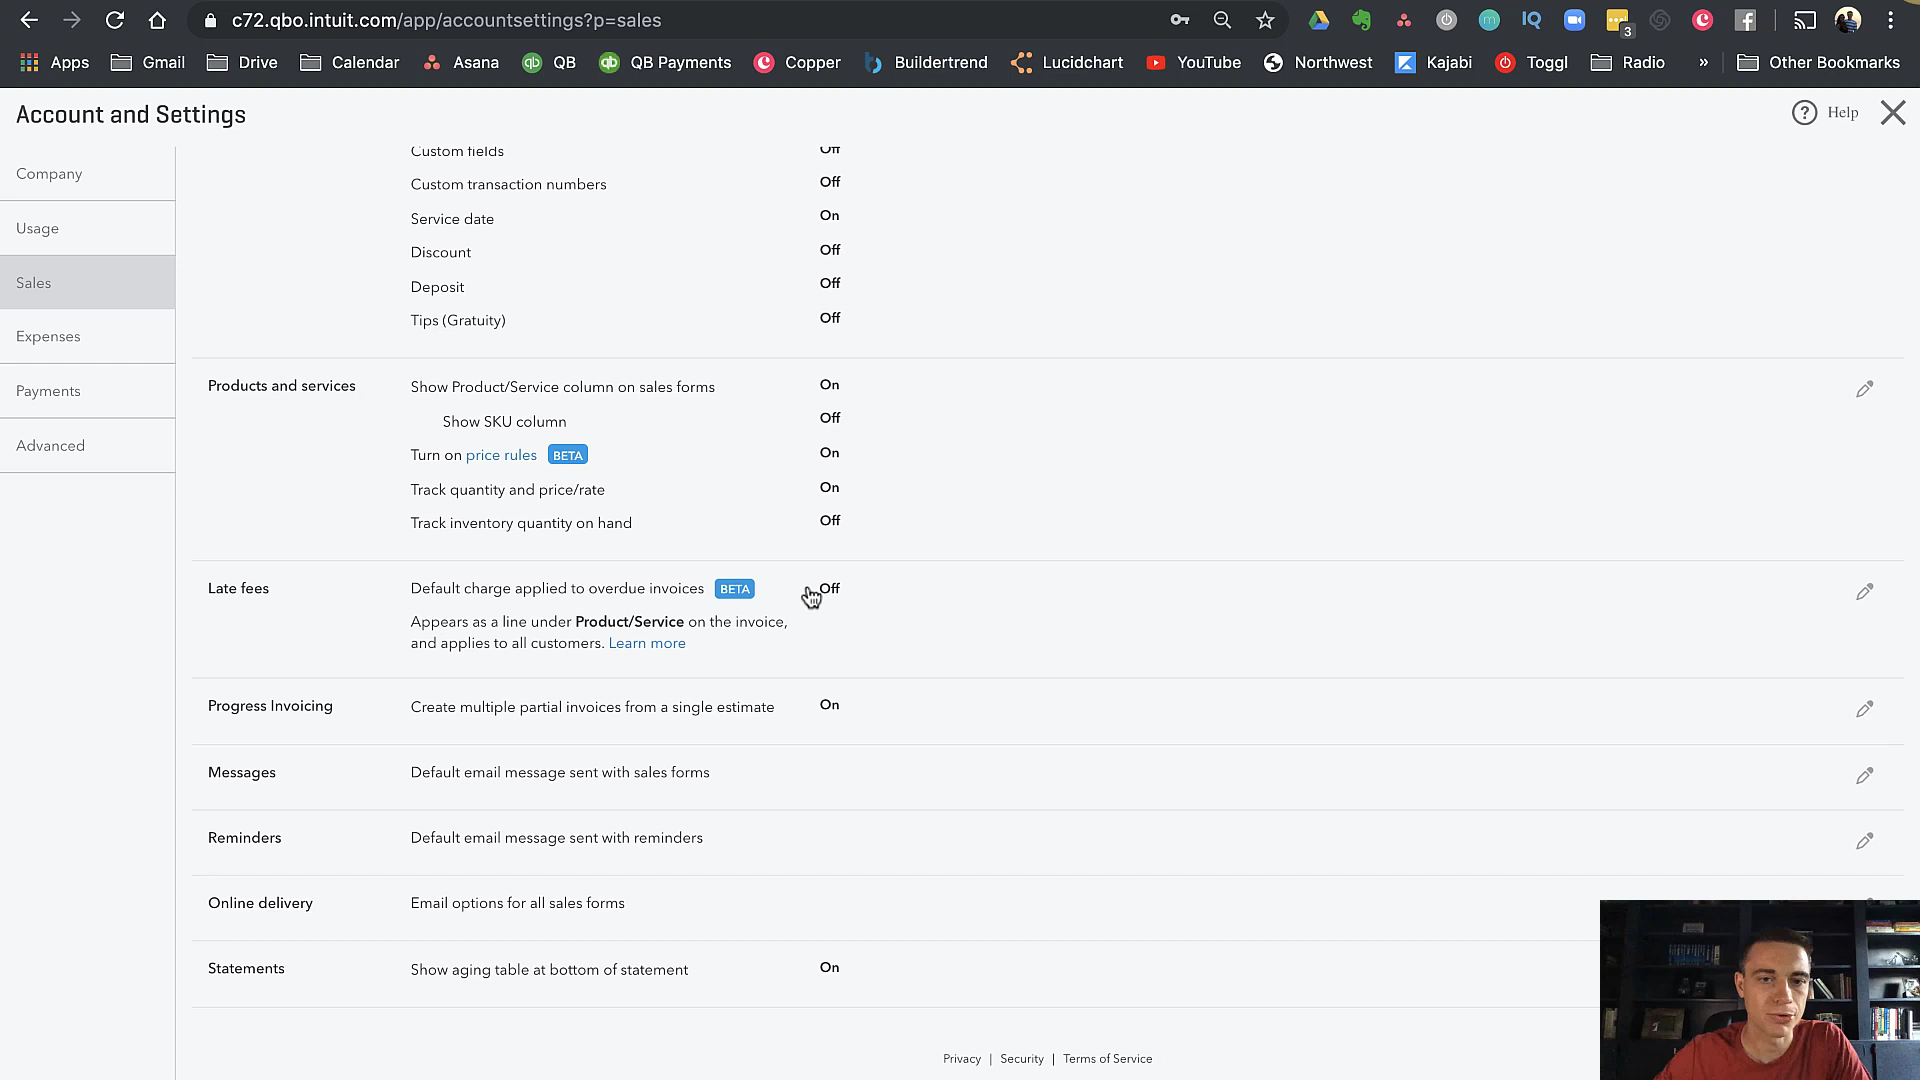 c72.qbo.intuit.com/app/accountsettings?p=sales
3
Apps Gmail Drive Calendar Asana QB QB Payments Copper Buildertrend Lucidchart YouTube Northwest Kajabi Toggl Radio » Other Bookmarks
Account and Settings
Help
Company
Usage
Sales
Expenses
Payments
Advanced
Custom fields Off
Custom transaction numbers Off
Service date On
Discount Off
Deposit Off
Tips (Gratuity) Off
Products and services Show Product/Service column on sales forms On
Show SKU column Off
Turn on price rules BETA On
Track quantity and price/rate On
Track inventory quantity on hand Off
Late fees Default charge applied to overdue invoices BETA Off
Appears as a line under Product/Service on the invoice,
and applies to all customers. Learn more
Progress Invoicing Create multiple partial invoices from a single estimate On
Messages Default email message sent with sales forms
Reminders Default email message sent with reminders
Online delivery Email options for all sales forms
Statements Show aging table at bottom of statement On
Privacy | Security | Terms of Service